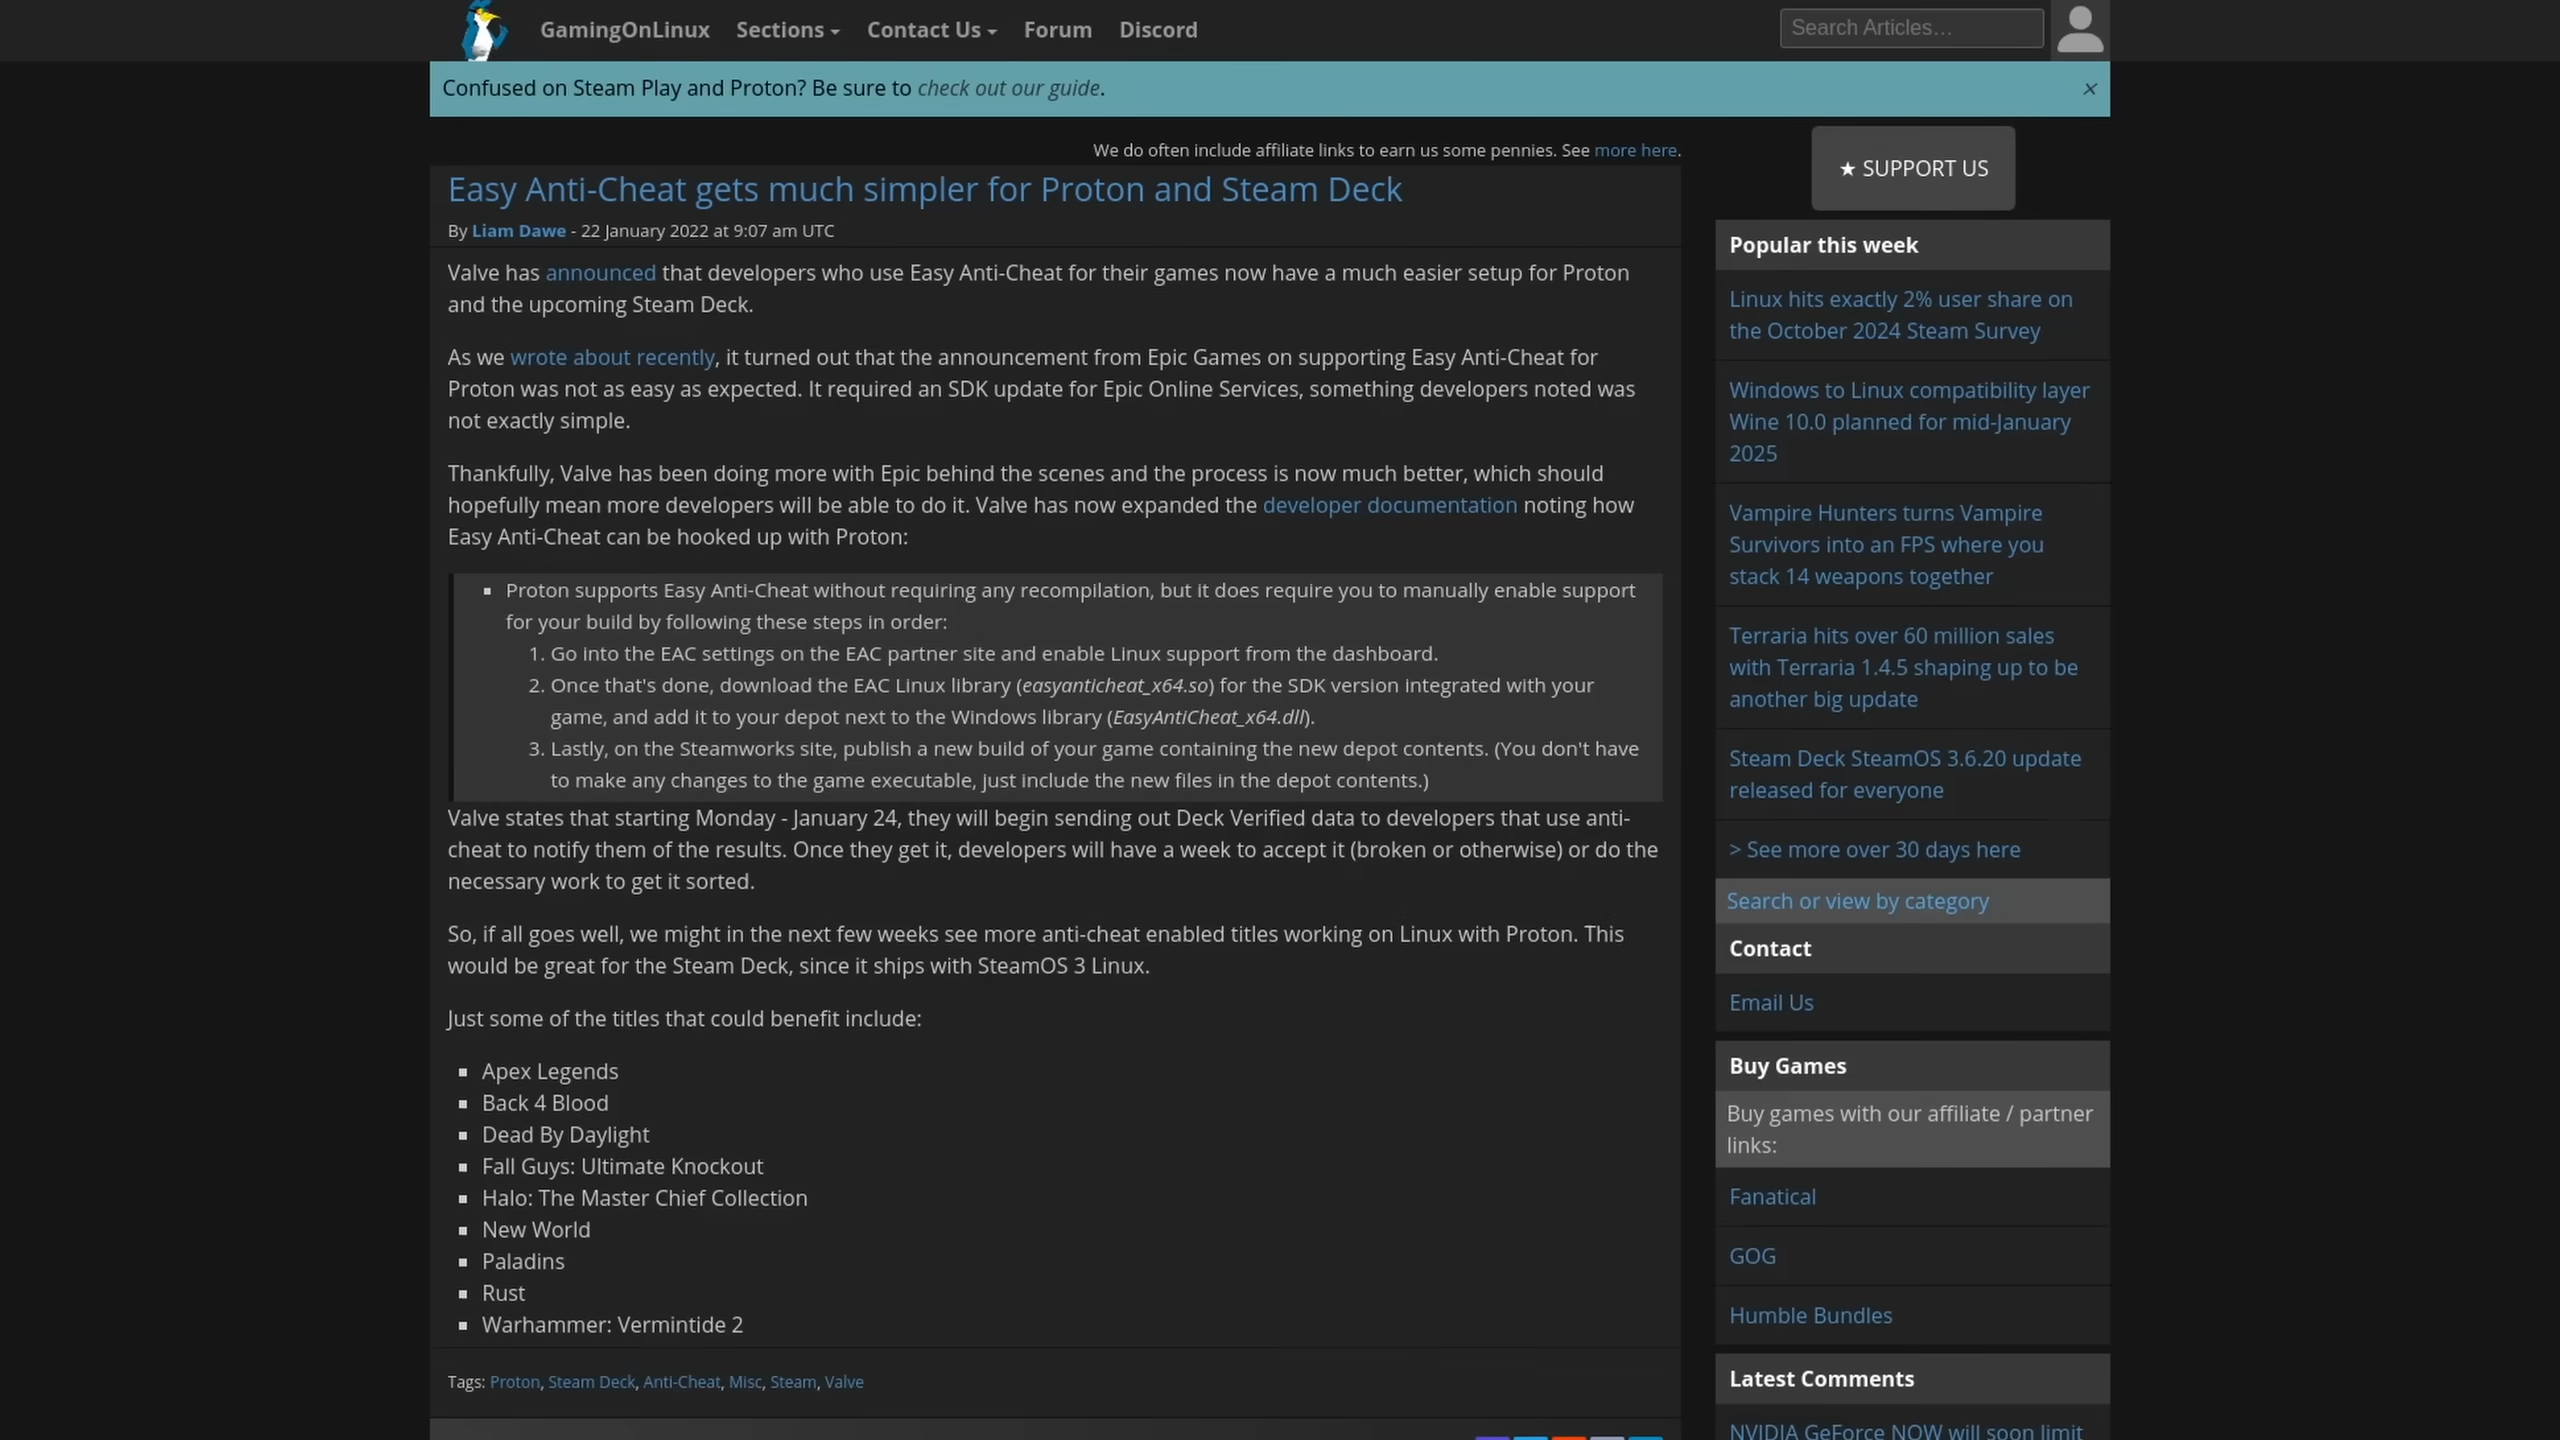 GamingOnLinux Sections Contact Us Forum Discord Search Articles...
Confused on Steam Play and Proton? Be sure to check out our guide. ×
We do often include affiliate links to earn us some pennies. See more here.
Easy Anti-Cheat gets much simpler for Proton and Steam Deck
By Liam Dawe - 22 January 2022 at 9:07 am UTC
Valve has announced that developers who use Easy Anti-Cheat for their games now have a much easier setup for Proton
and the upcoming Steam Deck.
As we wrote about recently, it turned out that the announcement from Epic Games on supporting Easy Anti-Cheat for
Proton was not as easy as expected. It required an SDK update for Epic Online Services, something developers noted was
not exactly simple.
Thankfully, Valve has been doing more with Epic behind the scenes and the process is now much better, which should
hopefully mean more developers will be able to do it. Valve has now expanded the developer documentation noting how
Easy Anti-Cheat can be hooked up with Proton:
▪ Proton supports Easy Anti-Cheat without requiring any recompilation, but it does require you to manually enable support
for your build by following these steps in order:
1. Go into the EAC settings on the EAC partner site and enable Linux support from the dashboard.
2. Once that's done, download the EAC Linux library (easyanticheat_x64.so) for the SDK version integrated with your
game, and add it to your depot next to the Windows library (EasyAntiCheat_x64.dll).
3. Lastly, on the Steamworks site, publish a new build of your game containing the new depot contents. (You don't have
to make any changes to the game executable, just include the new files in the depot contents.)
Valve states that starting Monday - January 24, they will begin sending out Deck Verified data to developers that use anti-
cheat to notify them of the results. Once they get it, developers will have a week to accept it (broken or otherwise) or do the
necessary work to get it sorted.
So, if all goes well, we might in the next few weeks see more anti-cheat enabled titles working on Linux with Proton. This
would be great for the Steam Deck, since it ships with SteamOS 3 Linux.
Just some of the titles that could benefit include:
▪ Apex Legends
▪ Back 4 Blood
▪ Dead By Daylight
▪ Fall Guys: Ultimate Knockout
▪ Halo: The Master Chief Collection
▪ New World
▪ Paladins
▪ Rust
▪ Warhammer: Vermintide 2
Tags: Proton, Steam Deck, Anti-Cheat, Misc, Steam, Valve
★ SUPPORT US
Popular this week
Linux hits exactly 2% user share on
the October 2024 Steam Survey
Windows to Linux compatibility layer
Wine 10.0 planned for mid-January
2025
Vampire Hunters turns Vampire
Survivors into an FPS where you
stack 14 weapons together
Terraria hits over 60 million sales
with Terraria 1.4.5 shaping up to be
another big update
Steam Deck SteamOS 3.6.20 update
released for everyone
> See more over 30 days here
Search or view by category
Contact
Email Us
Buy Games
Buy games with our affiliate / partner
links:
Fanatical
GOG
Humble Bundles
Latest Comments
NVIDIA GeForce NOW will soon limit